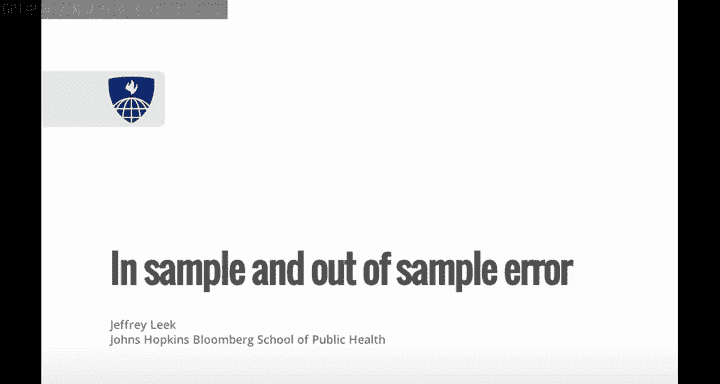 In sample and out of sample error
Jeffrey Leek
Johns Hopkins Bloomberg School of Public Health